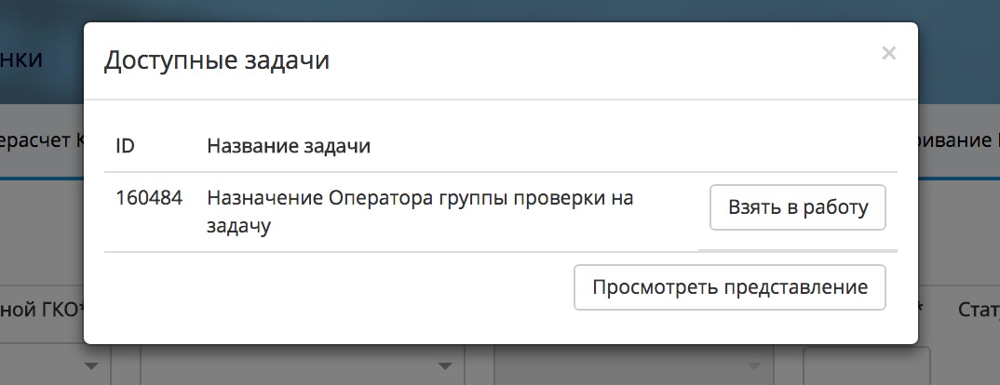 нки
Доступные задачи
×
ерасчет К
ривание
ID Название задачи
160484 Назначение Оператора группы проверки на
задачу
Взять в работу
Просмотреть представление
ной ГКО*
*
Стат